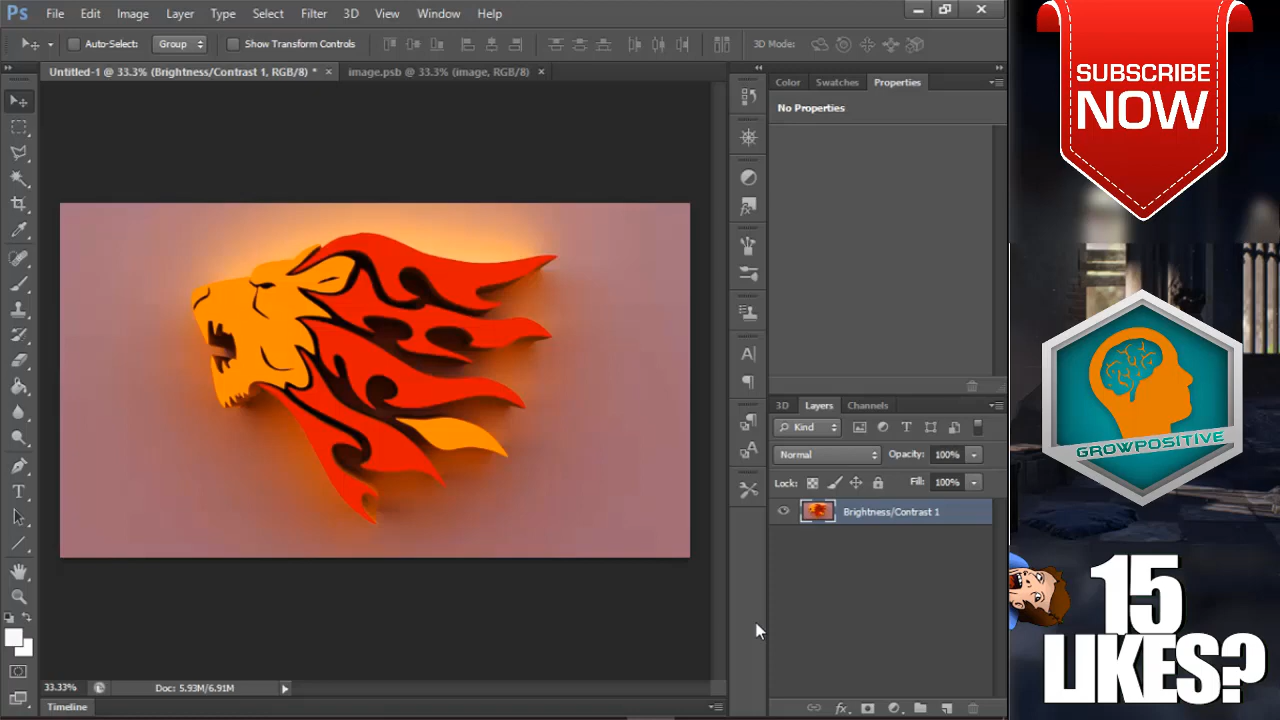 Ps File Edit Image Layer Type Select Filter 3D View Window Help
Auto-Select: Group Show Transform Controls 3D Mode:
Untitled-1 @ 33.3% (Brightness/Contrast 1, RGB/8) * × image.psb @ 33.3% (image, RGB/8) ×
Color Swatches Properties
No Properties
3D Layers Channels
Kind
Normal Opacity: 100%
Lock: Fill: 100%
Brightness/Contrast 1
33.33% Doc: 5.93M/6.91M
Timeline
SUBSCRIBE
NOW
GROWPOSITIVE
15
LIKES?